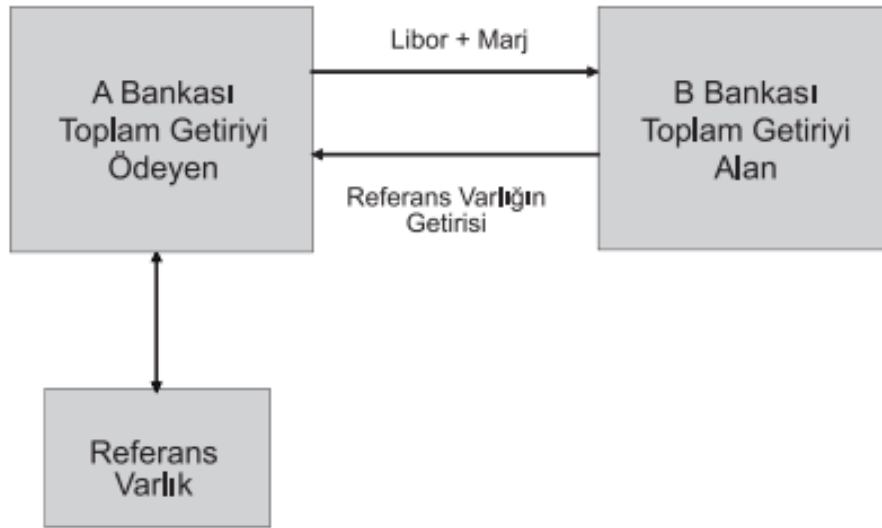 A Bankası
Toplam Getiriyi
Ödeyen
Libor + Marj
Referans Varlığın
Getirisi
B Bankası
Toplam Getiriyi
Alan
Referans
Varlık